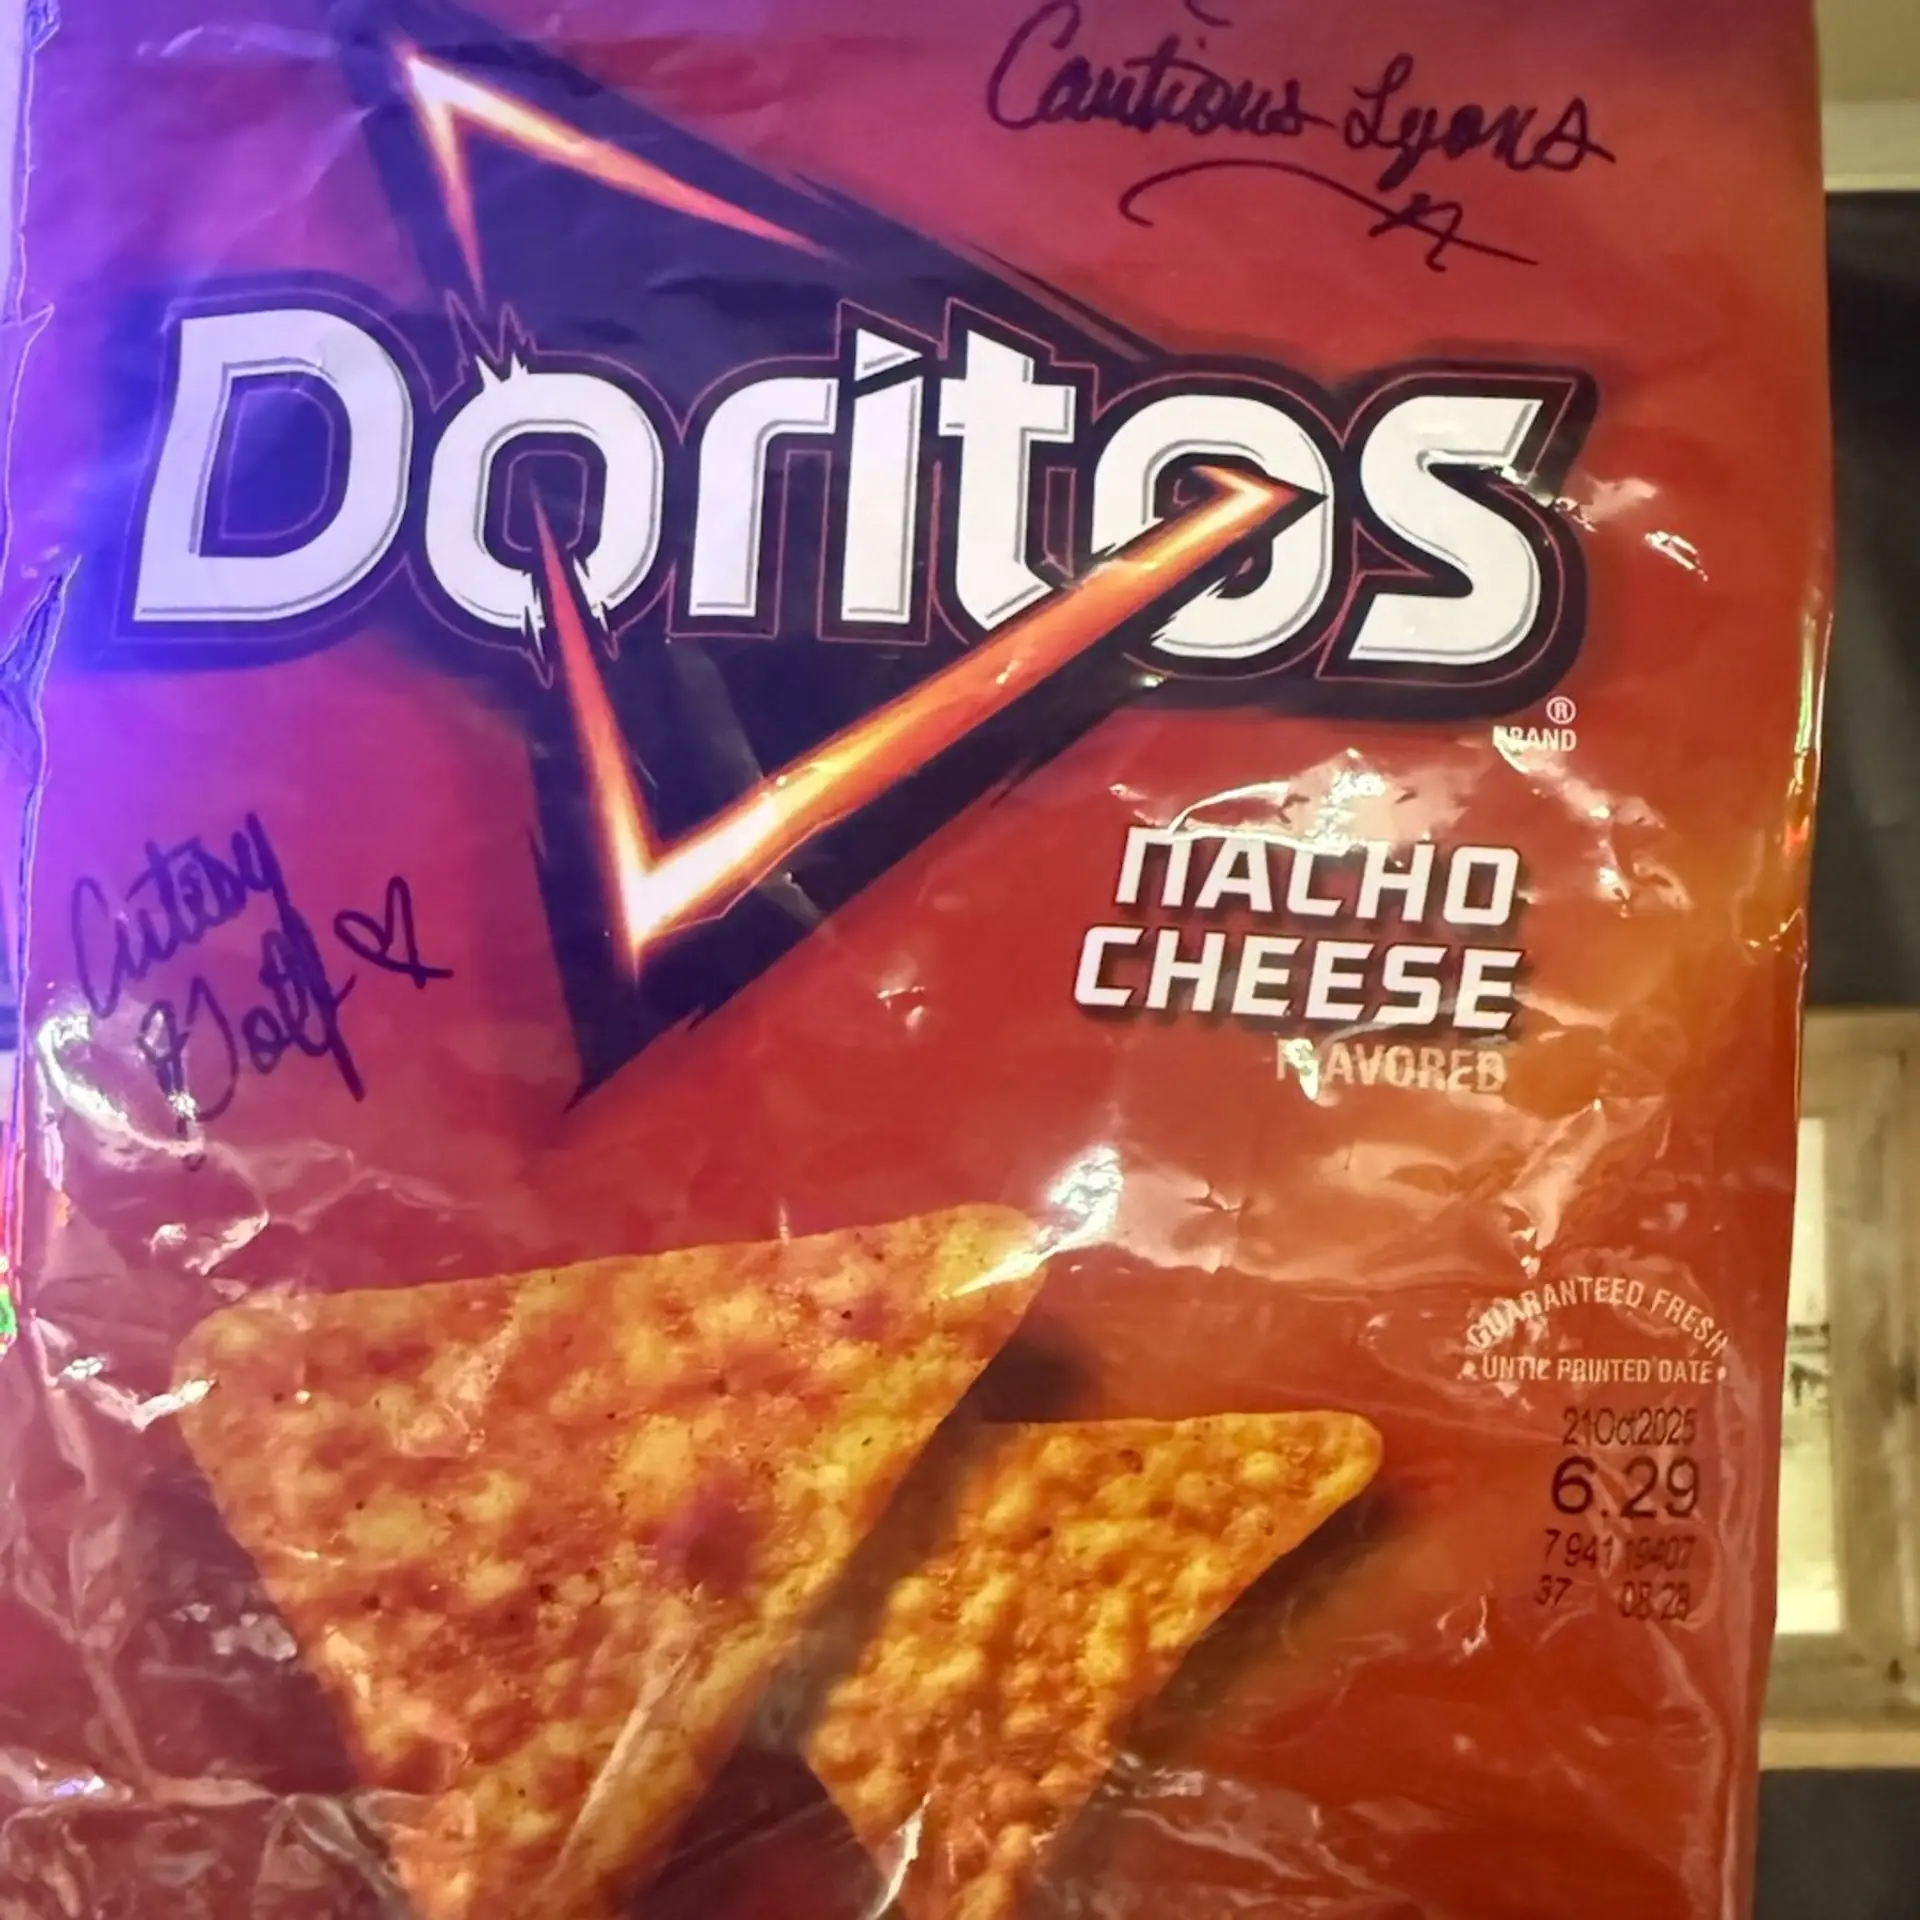 Cautious Lyons
Doritos
® BRAND
NACHO
CHEESE
FLAVORED
GUARANTEED FRESH
• UNTIL PRINTED DATE •
21Oct2025
6.29
7 941 19407
37 08:28